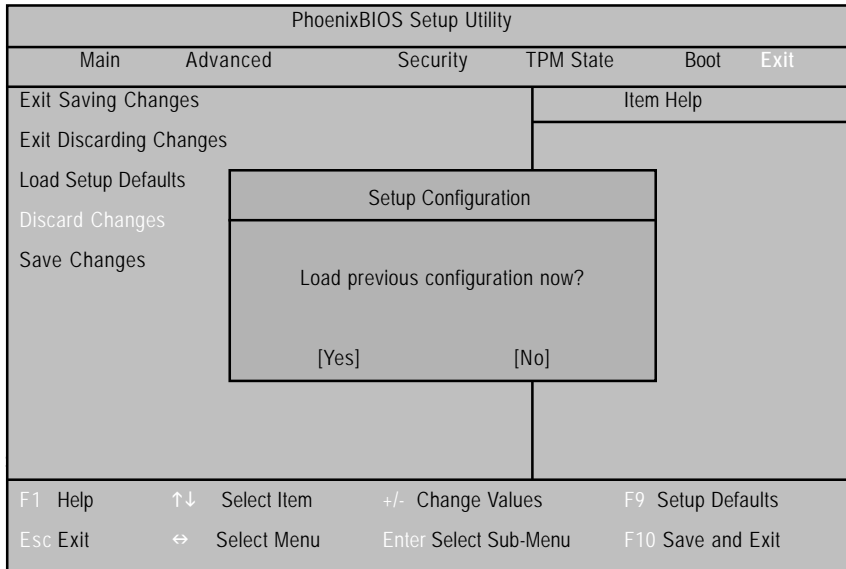 PhoenixBIOS Setup Utility
Main Advanced Security TPM State Boot Exit
Exit Saving Changes
Item Help
Exit Discarding Changes
Load Setup Defaults
Setup Configuration
Discard Changes
Save Changes
Load previous configuration now?
[Yes] [No]
F1 Help ↑↓ Select Item +/- Change Values F9 Setup Defaults
Esc Exit ↔ Select Menu Enter Select Sub-Menu F10 Save and Exit